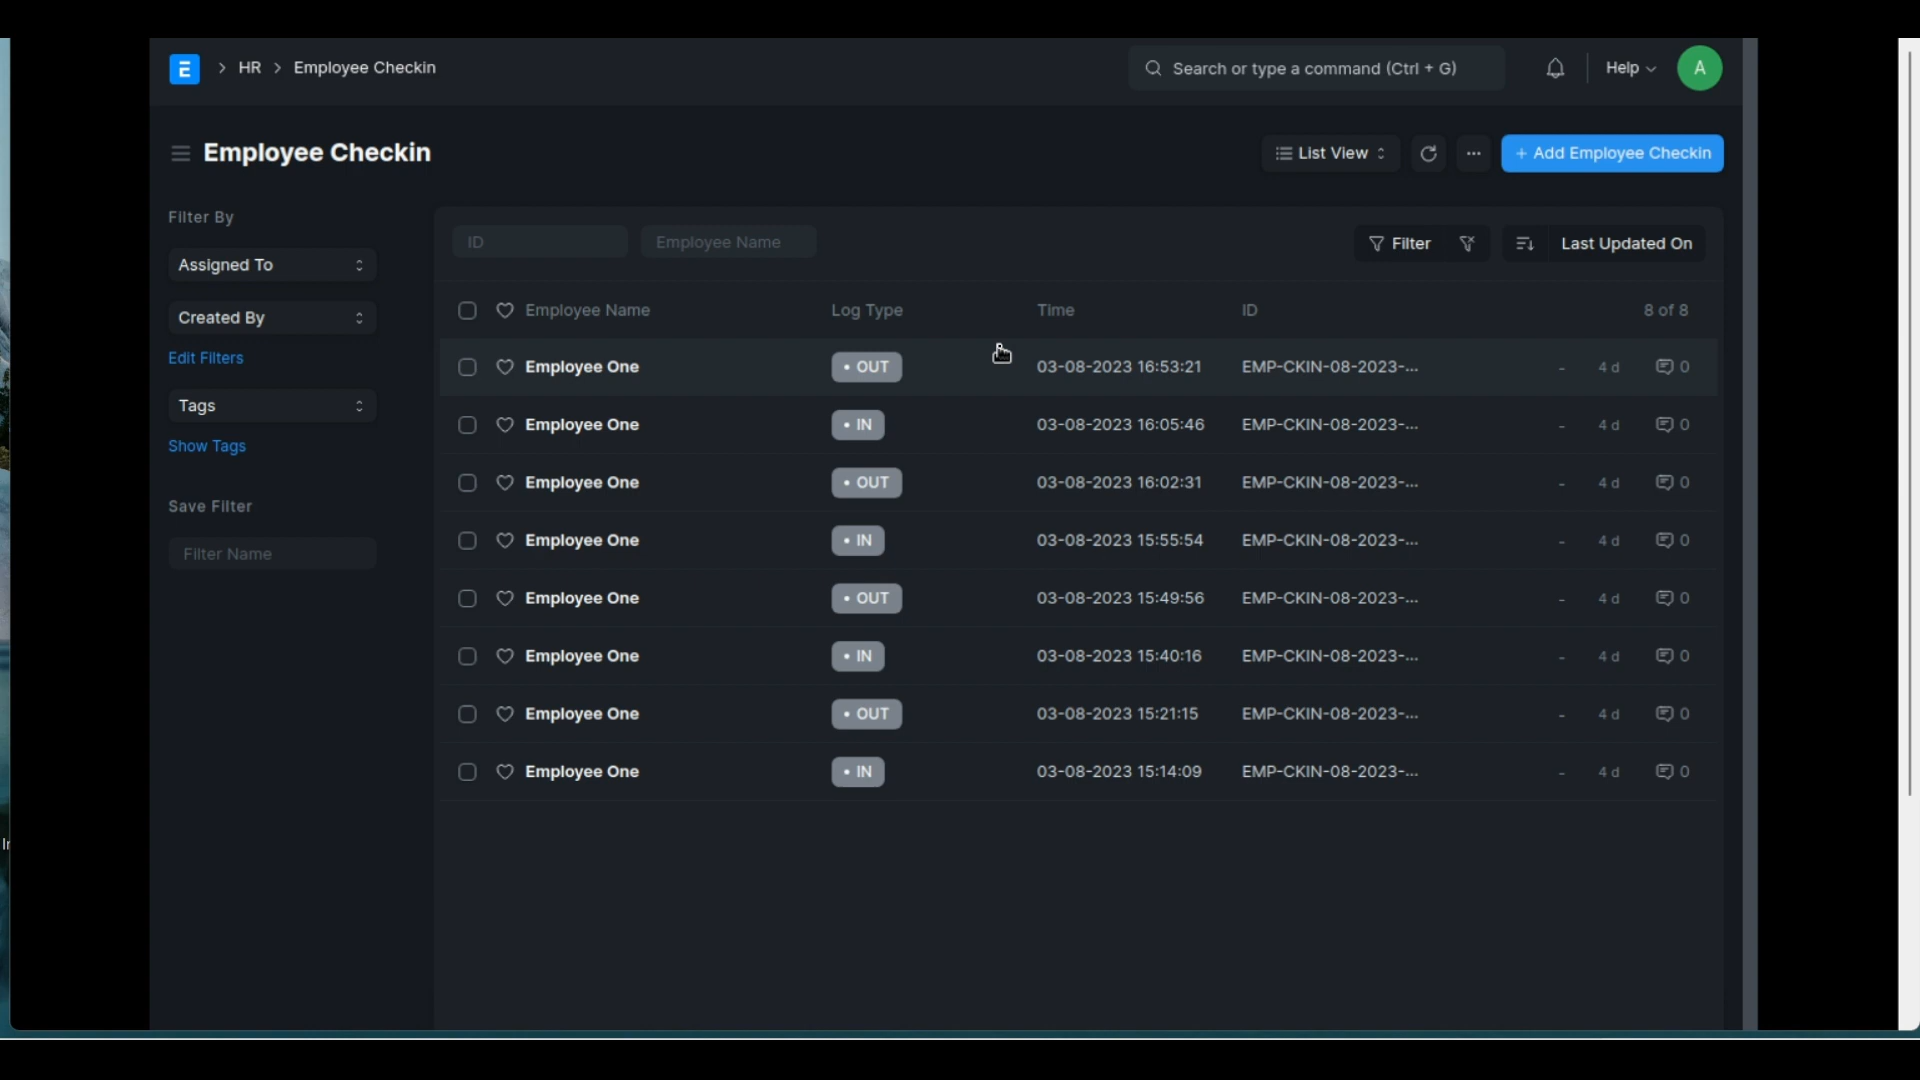 E > HR > Employee Checkin Search or type a command (Ctrl + G) Help A
Employee Checkin List View ... + Add Employee Checkin
Filter By
ID Employee Name Filter Last Updated On
Assigned To
Created By
Edit Filters
Tags
Show Tags
Save Filter
Filter Name
Employee Name Log Type Time ID 8 of 8
Employee One • OUT 03-08-2023 16:53:21 EMP-CKIN-08-2023-... - 4 d 0
Employee One • IN 03-08-2023 16:05:46 EMP-CKIN-08-2023-... - 4 d 0
Employee One • OUT 03-08-2023 16:02:31 EMP-CKIN-08-2023-... - 4 d 0
Employee One • IN 03-08-2023 15:55:54 EMP-CKIN-08-2023-... - 4 d 0
Employee One • OUT 03-08-2023 15:49:56 EMP-CKIN-08-2023-... - 4 d 0
Employee One • IN 03-08-2023 15:40:16 EMP-CKIN-08-2023-... - 4 d 0
Employee One • OUT 03-08-2023 15:21:15 EMP-CKIN-08-2023-... - 4 d 0
Employee One • IN 03-08-2023 15:14:09 EMP-CKIN-08-2023-... - 4 d 0